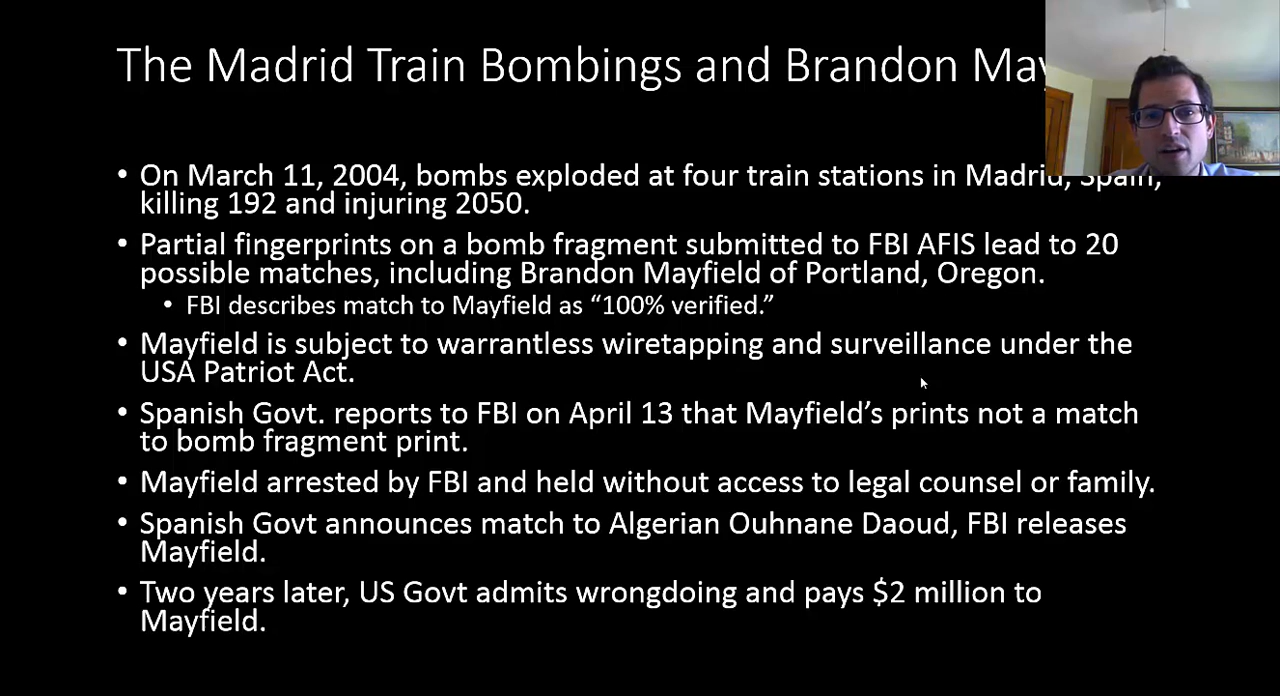 The Madrid Train Bombings and Brandon
• On March 11, 2004, bombs exploded at four train stations in Madrid, Spain,
killing 192 and injuring 2050.
• Partial fingerprints on a bomb fragment submitted to FBI AFIS lead to 20
possible matches, including Brandon Mayfield of Portland, Oregon.
• FBI describes match to Mayfield as “100% verified.”
• Mayfield is subject to warrantless wiretapping and surveillance under the
USA Patriot Act.
• Spanish Govt. reports to FBI on April 13 that Mayfield’s prints not a match
to bomb fragment print.
• Mayfield arrested by FBI and held without access to legal counsel or family.
• Spanish Govt announces match to Algerian Ouhnane Daoud, FBI releases
Mayfield.
• Two years later, US Govt admits wrongdoing and pays $2 million to
Mayfield.